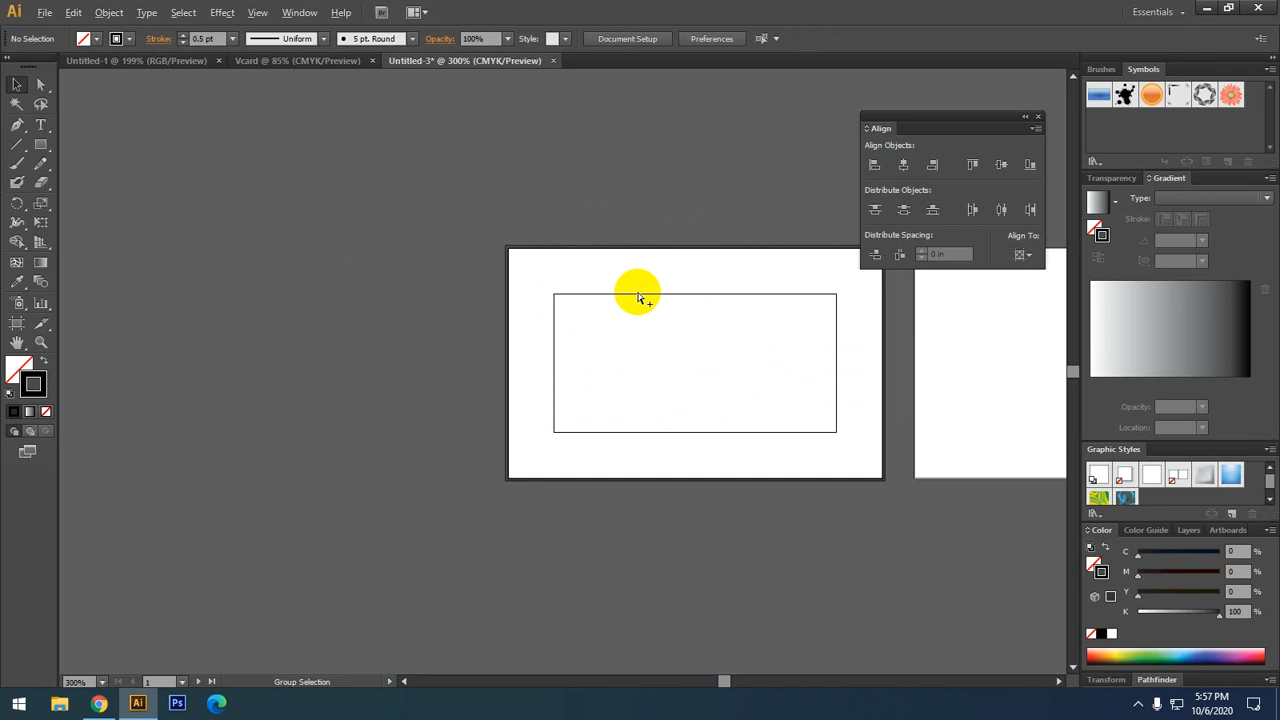 Ai File Edit Object Type Select Effect View Window Help Br Essentials
No Selection Stroke: 0.5 pt Uniform 5 pt. Round Opacity: 100% Style: Document Setup Preferences
Untitled-1 @ 199% (RGB/Preview) Vcard @ 85% (CMYK/Preview) Untitled-3* @ 300% (CMYK/Preview)
Brushes Symbols
Align
Align Objects:
Distribute Objects:
Distribute Spacing: Align To:
0 in
Transparency Gradient
Type:
Stroke:
Opacity:
Location:
Graphic Styles
Color Color Guide Layers Artboards
C 0 %
M 0 %
Y 0 %
K 100 %
Transform Pathfinder
300% 1 Group Selection
Ai Ps
5:57 PM
10/6/2020